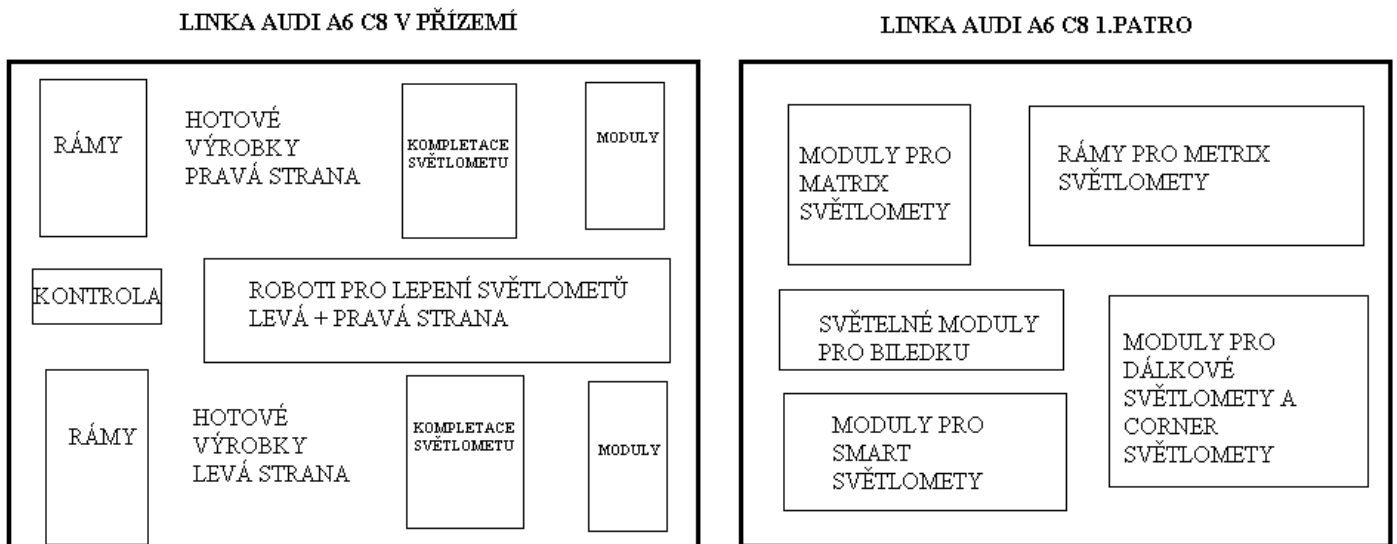 LINKA AUDI A6 C8 V PŘÍZEMÍ
RÁMY
HOTOVÉ
VÝROBKY
PRAVÁ STRANA
KOMPLETACE
SVĚTLOMETU
MODULY
KONTROLA
ROBOTI PRO LEPENÍ SVĚTLOMETŮ
LEVÁ + PRAVÁ STRANA
RÁMY
HOTOVÉ
VÝROBKY
LEVÁ STRANA
KOMPLETACE
SVĚTLOMETU
MODULY
LINKA AUDI A6 C8 1.PATRO
MODULY PRO
MATRIX
SVĚTLOMETY
RÁMY PRO METRIX
SVĚTLOMETY
SVĚTELNÉ MODULY
PRO BILEDKU
MODULY PRO
DÁLKOVÉ
SVĚTLOMETY A
CORNER
SVĚTLOMETY
MODULY PRO
SMART
SVĚTLOMETY